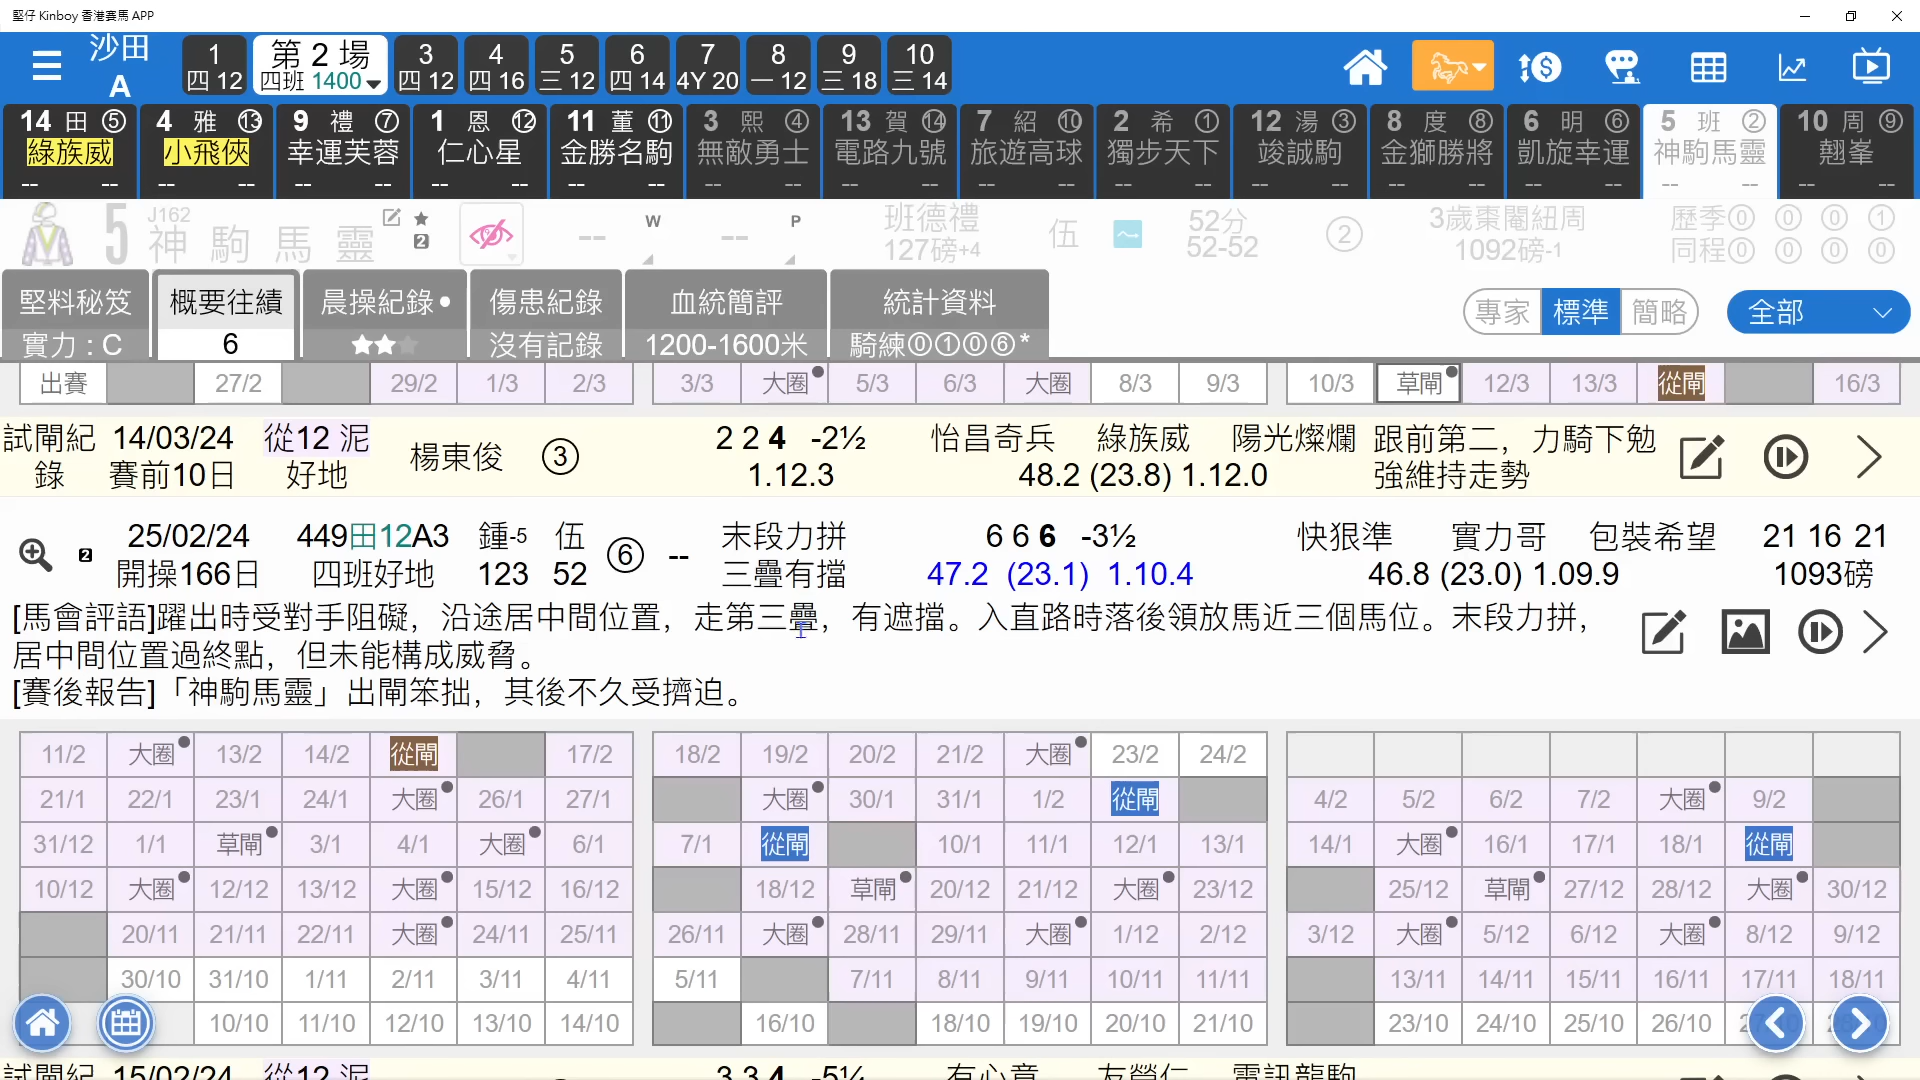 堅仔 Kinboy 香港賽馬 APP
沙田
A
1
四 12
第 2 場
四班 1400
3
四 12
4
四 16
5
三 12
6
四 14
7
4Y 20
8
一 12
9
三 18
10
三 14
14 田 ⑤
綠族威
-- --
4 雅 ⑬
小飛俠
-- --
9 禮 ⑦
幸運芙蓉
-- --
1 恩 ⑫
仁心星
-- --
11 董 ⑪
金勝名駒
-- --
3 熙 ④
無敵勇士
-- --
13 賀 ⑭
電路九號
-- --
7 紹 ⑩
旅遊高球
-- --
2 希 ①
獨步天下
-- --
12 湯 ③
竣誠駒
-- --
8 度 ⑧
金獅勝將
-- --
6 明 ⑥
凱旋幸運
-- --
5 班 ②
神駒馬靈
-- --
10 周 ⑨
翹峯
-- --
5
J162
神 駒 馬 靈
2
-- W
-- P
班德禮
127磅+4
伍
52分
52-52
②
3歲棗閹紐周
1092磅-1
歷季⓪ ⓪ ⓪ ①
同程⓪ ⓪ ⓪ ⓪
堅料秘笈
實力 : C
概要往績
6
晨操紀錄
傷患紀錄
沒有記錄
血統簡評
1200-1600米
統計資料
騎練⓪①⓪⑥*
專家 標準 簡略
全部
出賽 27/2 29/2 1/3 2/3 3/3 大圈 5/3 6/3 大圈 8/3 9/3 10/3 草閘 12/3 13/3 從閘 16/3
試閘紀 14/03/24 從12 泥 楊東俊 ③ 2 2 4 -2½ 怡昌奇兵 綠族威 陽光燦爛 跟前第二，力騎下勉
錄 賽前10日 好地 1.12.3 48.2 (23.8) 1.12.0 強維持走勢
2 25/02/24 449田12A3 鍾-5 伍 ⑥ -- 末段力拼 6 6 6 -3½ 快狠準 實力哥 包裝希望 21 16 21
開操166日 四班好地 123 52 三疊有擋 47.2 (23.1) 1.10.4 46.8 (23.0) 1.09.9 1093磅
[馬會評語]躍出時受對手阻礙，沿途居中間位置，走第三疊，有遮擋。入直路時落後領放馬近三個馬位。末段力拼，
居中間位置過終點，但未能構成威脅。
[賽後報告]「神駒馬靈」出閘笨拙，其後不久受擠迫。
11/2 大圈 13/2 14/2 從閘 17/2 18/2 19/2 20/2 21/2 大圈 23/2 24/2
21/1 22/1 23/1 24/1 大圈 26/1 27/1 大圈 30/1 31/1 1/2 從閘 4/2 5/2 6/2 7/2 大圈 9/2
31/12 1/1 草閘 3/1 4/1 大圈 6/1 7/1 從閘 10/1 11/1 12/1 13/1 14/1 大圈 16/1 17/1 18/1 從閘
10/12 大圈 12/12 13/12 大圈 15/12 16/12 18/12 草閘 20/12 21/12 大圈 23/12 25/12 草閘 27/12 28/12 大圈 30/12
20/11 21/11 22/11 大圈 24/11 25/11 26/11 大圈 28/11 29/11 大圈 1/12 2/12 3/12 大圈 5/12 6/12 大圈 8/12 9/12
30/10 31/10 1/11 2/11 3/11 4/11 5/11 7/11 8/11 9/11 10/11 11/11 13/11 14/11 15/11 16/11 17/11 18/11
10/10 11/10 12/10 13/10 14/10 16/10 18/10 19/10 20/10 21/10 23/10 24/10 25/10 26/10
試閘紀 15/02/24 從12 泥 3 3 4 -5¼ 有心意 友瑩仁 電訊龍駒